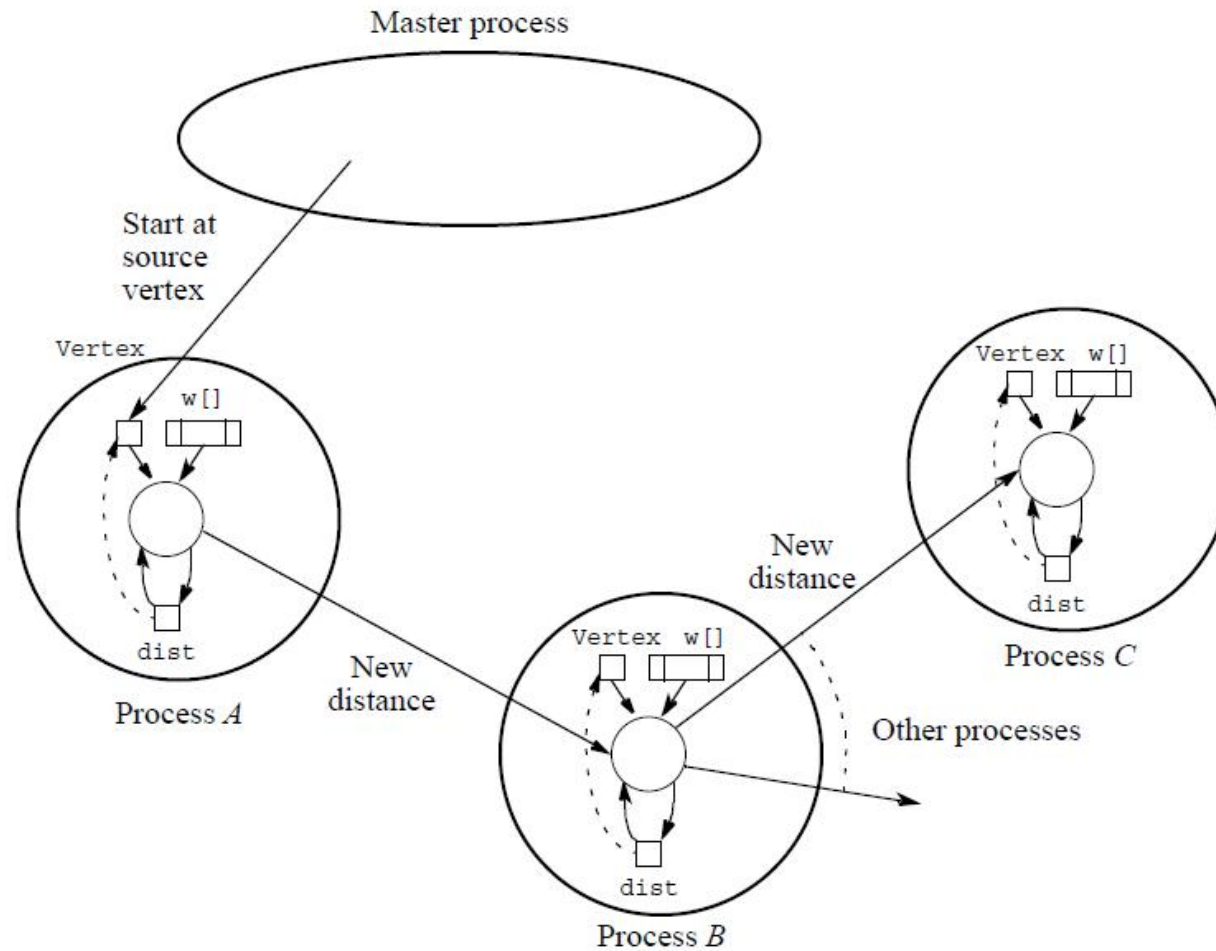 Master process
Start at
source
vertex
Vertex
w[]
dist
Process A
New
distance
Vertex w[]
dist
Process B
New
distance
Other processes
Vertex w[]
dist
Process C